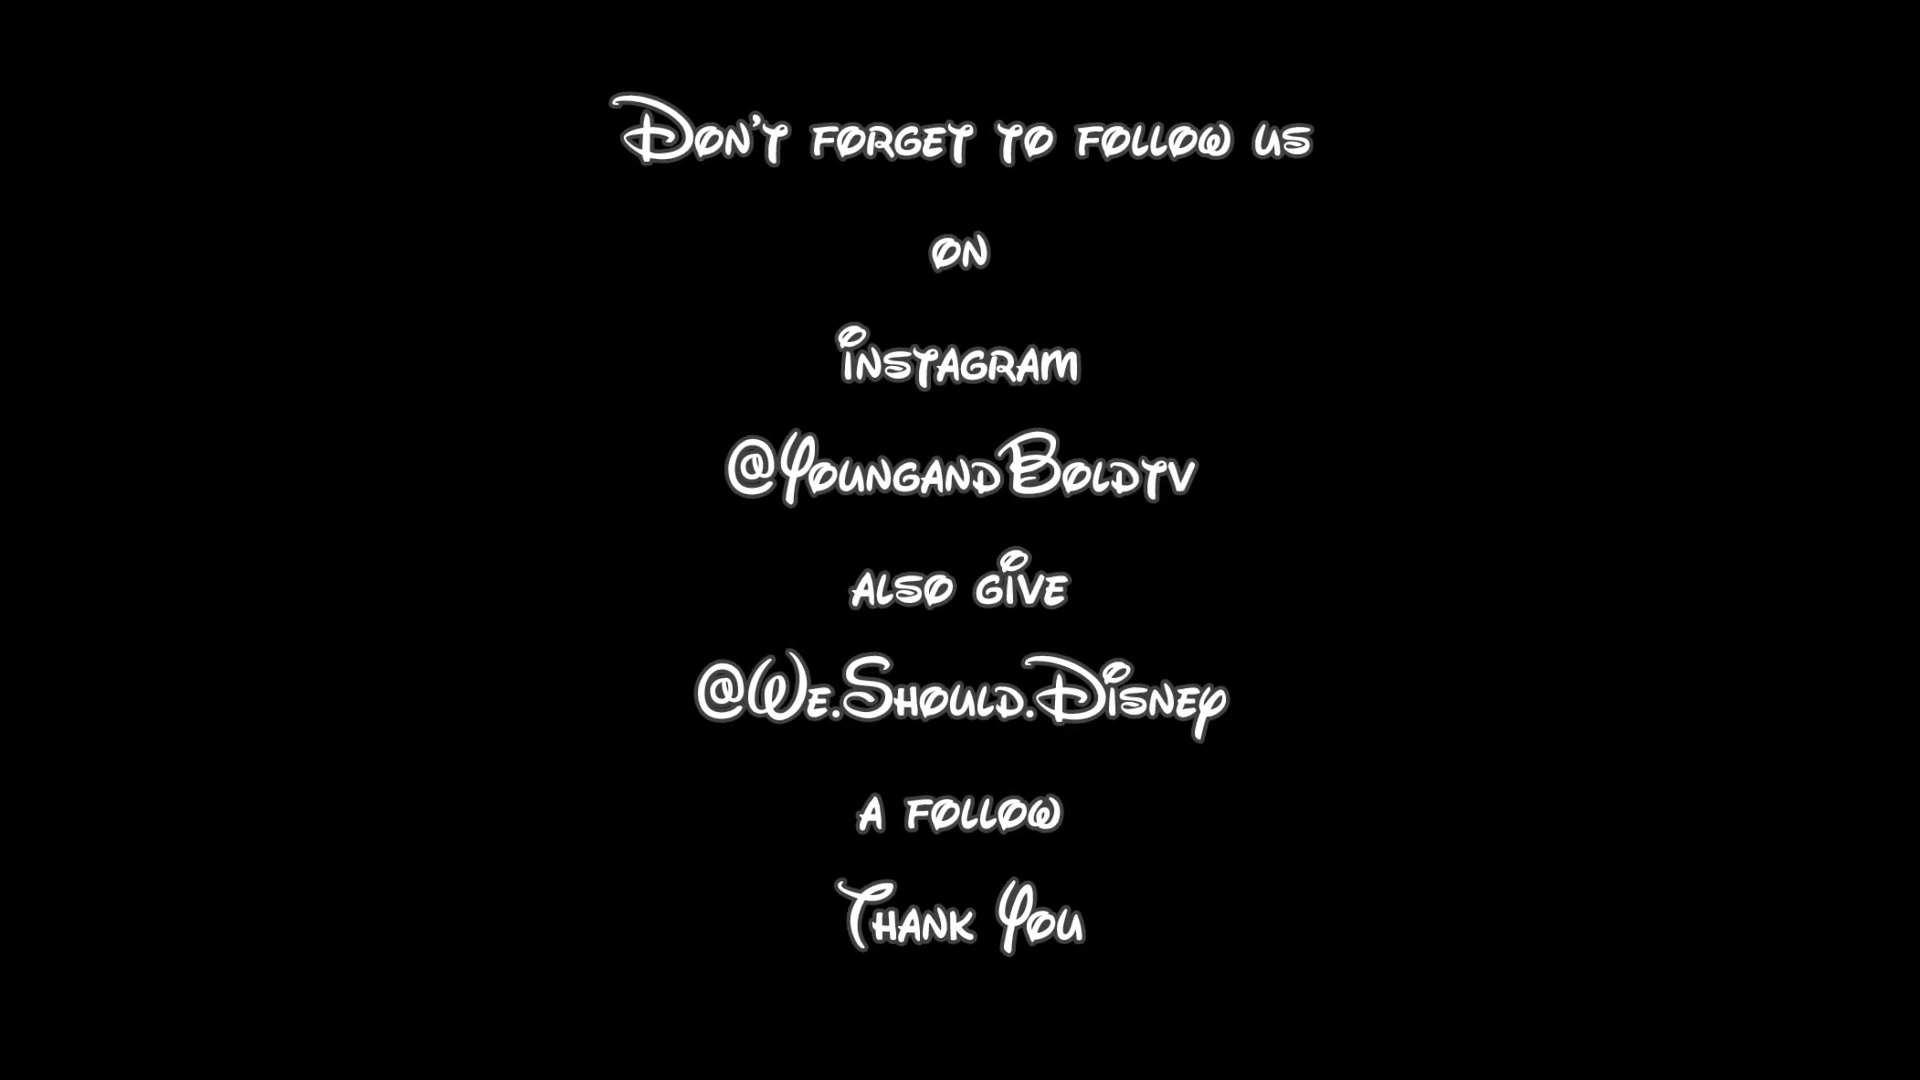 Don't forget to follow us
on
instagram
@YoungandBoldtv
also give
@We.Should.Disney
a follow
Thank You